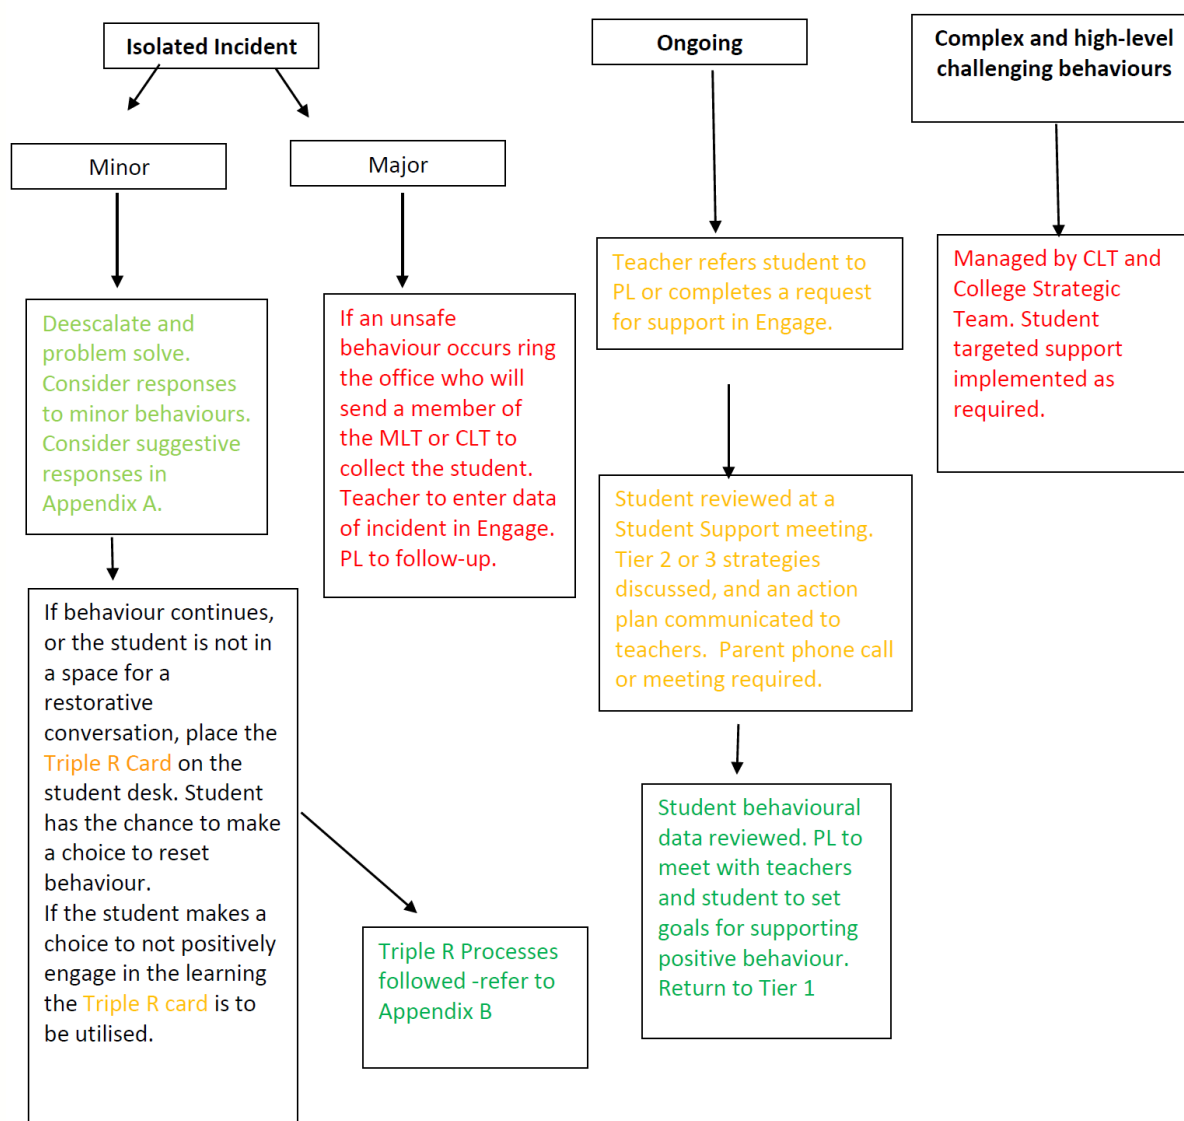 Isolated Incident
Ongoing
Complex and high-level
challenging behaviours
Minor
Major
Deescalate and
problem solve.
Consider responses
to minor behaviours.
Consider suggestive
responses in
Appendix A.
If an unsafe
behaviour occurs ring
the office who will
send a member of
the MLT or CLT to
collect the student.
Teacher to enter data
of incident in Engage.
PL to follow-up.
Teacher refers student to
PL or completes a request
for support in Engage.
Managed by CLT and
College Strategic
Team. Student
targeted support
implemented as
required.
Student reviewed at a
Student Support meeting.
Tier 2 or 3 strategies
discussed, and an action
plan communicated to
teachers.  Parent phone call
or meeting required.
If behaviour continues,
or the student is not in
a space for a
restorative
conversation, place the
Triple R Card on the
student desk. Student
has the chance to make
a choice to reset
behaviour.
If the student makes a
choice to not positively
engage in the learning
the Triple R card is to
be utilised.
Triple R Processes
followed -refer to
Appendix B
Student behavioural
data reviewed. PL to
meet with teachers
and student to set
goals for supporting
positive behaviour.
Return to Tier 1